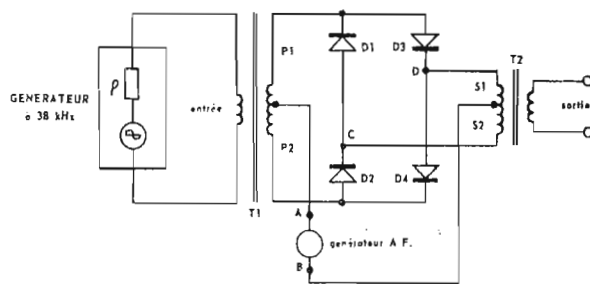 GENERATEUR
à 38 kHz
ρ
entrée
T1
P1
P2
A
B
générateur A F.
D1
D2
D3
D4
C
D
S1
S2
T2
sortie